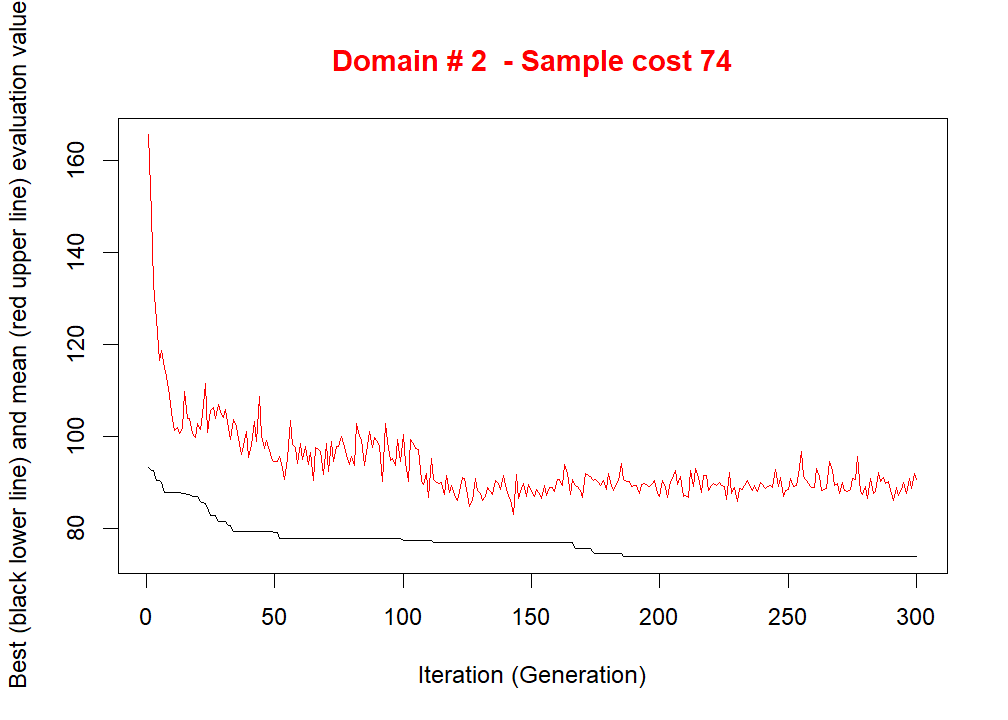 Domain # 2  - Sample cost 74
Best (black lower line) and mean (red upper line) evaluation value
160
140
120
100
80
0 50 100 150 200 250 300
Iteration (Generation)